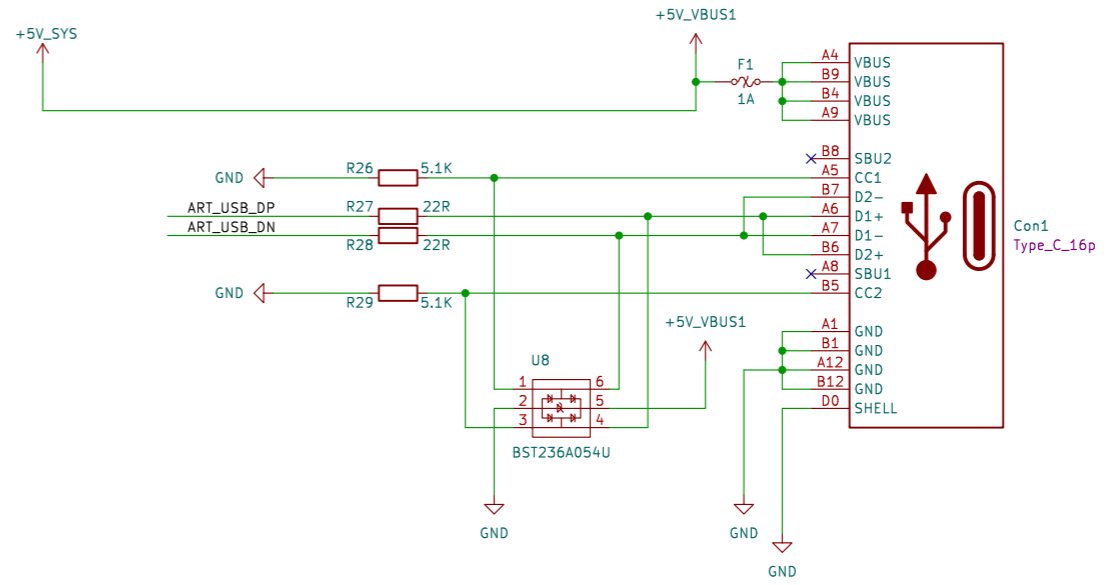 +5V_SYS
+5V_VBUS1
F1
1A
A4 VBUS
B9 VBUS
B4 VBUS
A9 VBUS
B8 SBU2
GND R26 5.1K A5 CC1
B7 D2-
ART_USB_DP R27 22R A6 D1+
ART_USB_DN R28 22R A7 D1-
B6 D2+
A8 SBU1
GND R29 5.1K B5 CC2
Con1
Type_C_16p
+5V_VBUS1
A1 GND
B1 GND
A12 GND
B12 GND
D0 SHELL
U8
1 6
2 5
3 4
BST236A054U
GND
GND
GND